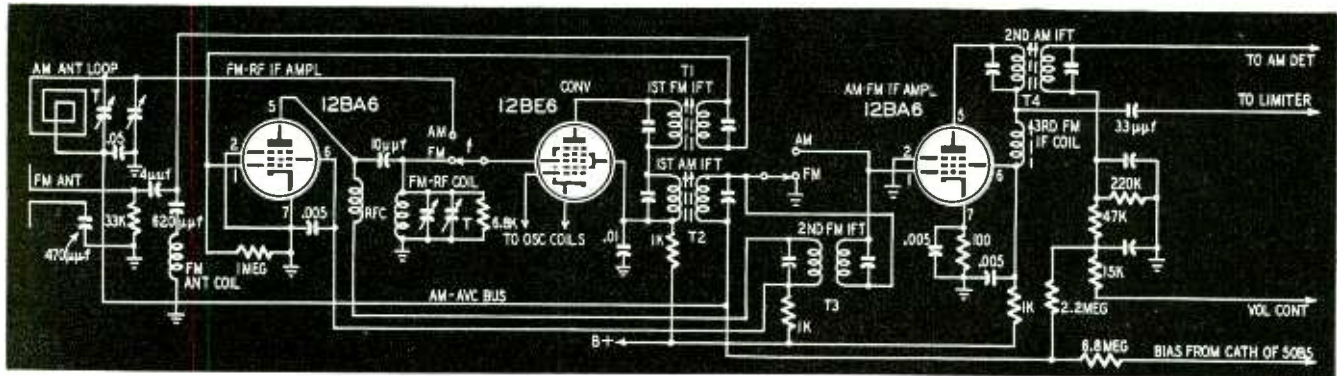 2ND AM IFT
AM ANT LOOP
FM-RF IF AMPL
T1
TO AM DET
CONV
1ST FM IFT
AM-FM IF AMPL
12BA6
12BE6
12BA6
T4
TO LIMITER
T
5
5
.05
AM
FM
f
AM
3RD FM
IF COIL
33μμf
2
1
6
10μμf
1ST AM IFT
2
1
6
FM ANT
4μμf
FM-RF COIL
FM
220K
33K
620μμf
7
.005
RFC
T
6.8K
TO OSC COILS
.01
1K
T2
2ND FM IFT
7
.005
100
.005
47K
470μμf
1 MEG
FM
ANT COIL
15K
AM-AVC BUS
T3
1K
1K
2.2MEG
VOL CONT
B+
6.8MEG
BIAS FROM CATH OF 50B5